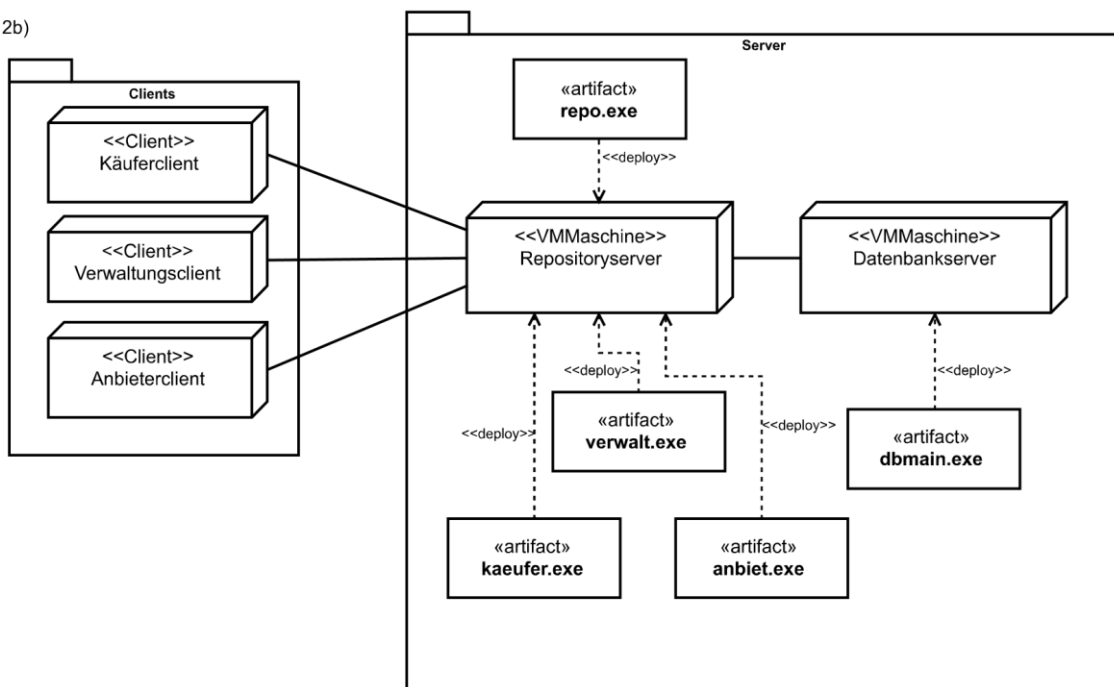 2b)
Clients
<<Client>>
Käuferclient
<<Client>>
Verwaltungsclient
<<Client>>
Anbieterclient
Server
«artifact»
repo.exe
<<deploy>>
<<VMMaschine>>
Repositoryserver
<<VMMaschine>>
Datenbankserver
<<deploy>>
<<deploy>>
<<deploy>>
<<deploy>>
«artifact»
verwalt.exe
«artifact»
dbmain.exe
«artifact»
kaeufer.exe
«artifact»
anbiet.exe